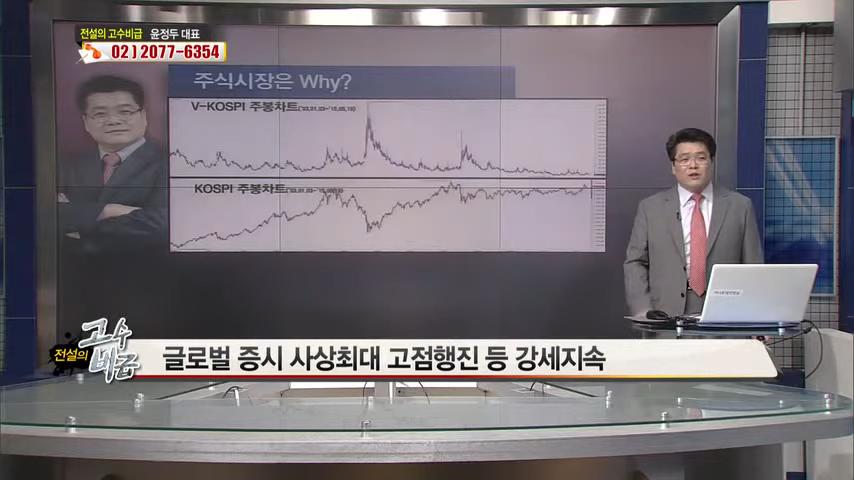 전설의 고수비급 윤정두 대표
02) 2077-6354
주식시장은 Why?
V-KOSPI 주봉차트
KOSPI 주봉차트
전설의 고수비급
글로벌 증시 사상최대 고점행진 등 강세지속